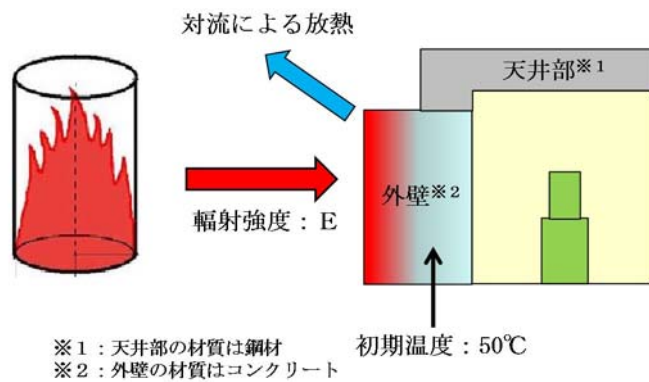 対流による放熱
天井部※1
外壁※2
輻射強度：E
初期温度：50℃
※1：天井部の材質は鋼材
※2：外壁の材質はコンクリート